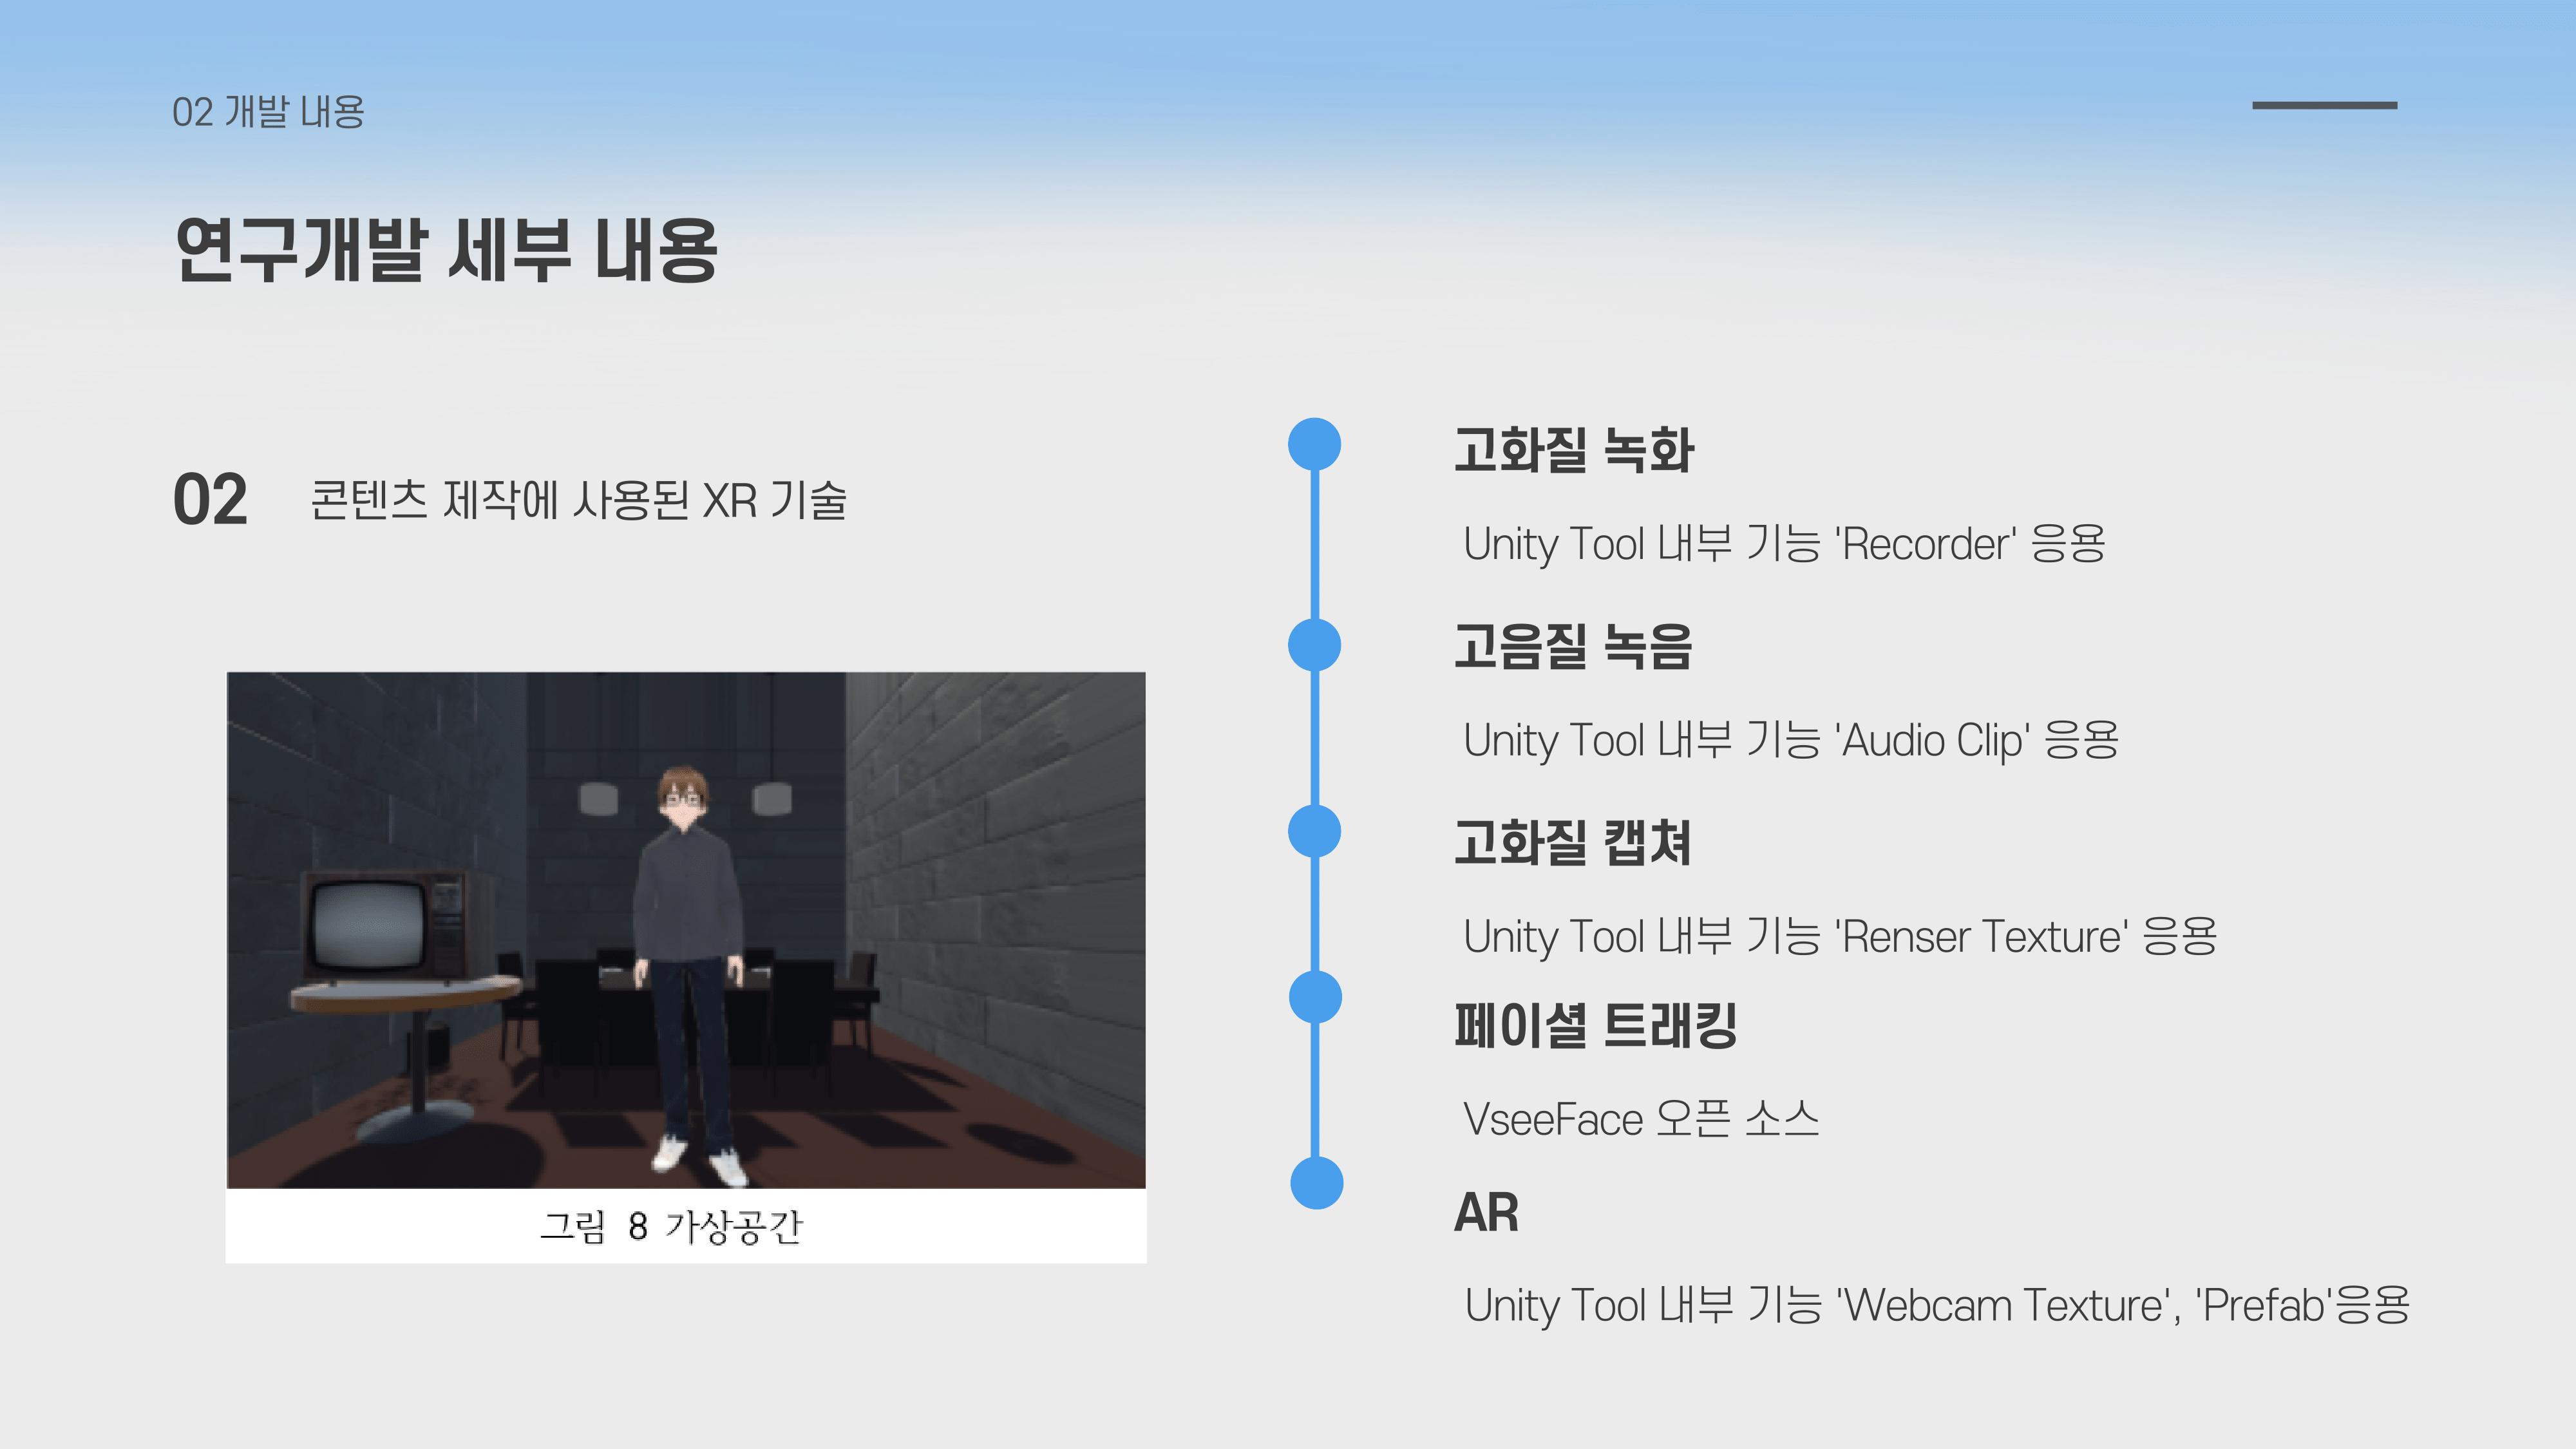 02 개발 내용
연구개발 세부 내용
02 콘텐츠 제작에 사용된 XR 기술
그림 8 가상공간
고화질 녹화
Unity Tool 내부 기능 'Recorder' 응용
고음질 녹음
Unity Tool 내부 기능 'Audio Clip' 응용
고화질 캡쳐
Unity Tool 내부 기능 'Renser Texture' 응용
페이셜 트래킹
VseeFace 오픈 소스
AR
Unity Tool 내부 기능 'Webcam Texture', 'Prefab'응용